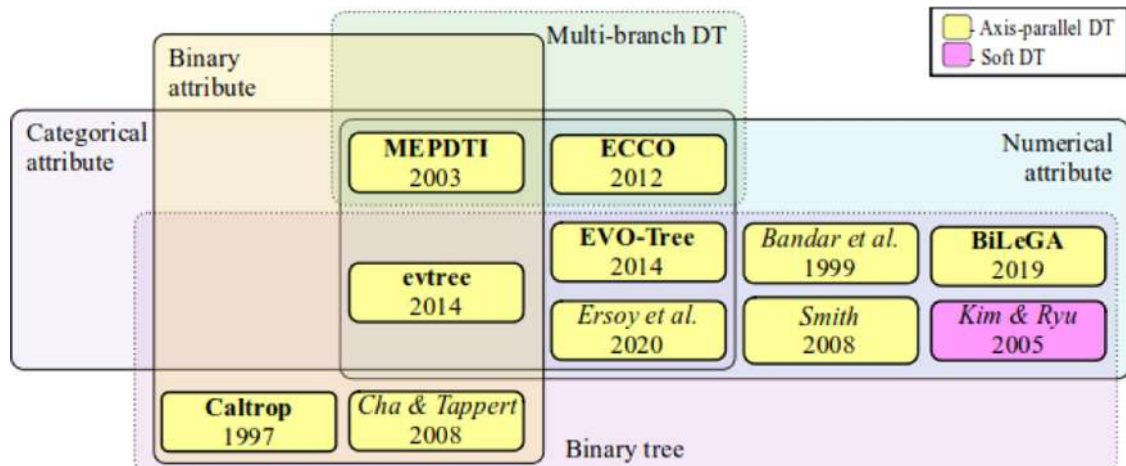 Multi-branch DT
- Axis-parallel DT
- Soft DT
Binary
attribute
Categorical
attribute
MEPDTI
2003
ECCO
2012
Numerical
attribute
evtree
2014
EVO-Tree
2014
Bandar et al.
1999
BiLeGA
2019
Ersoy et al.
2020
Smith
2008
Kim & Ryu
2005
Caltrop
1997
Cha & Tappert
2008
Binary tree